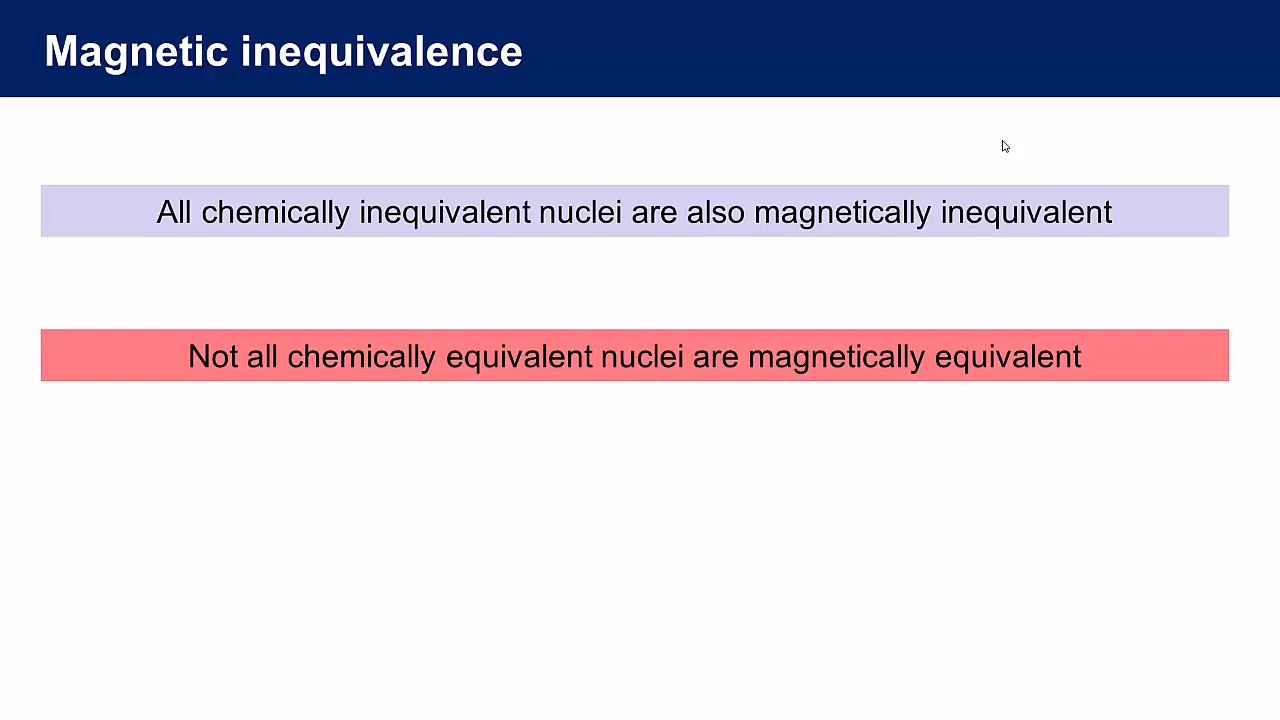 Magnetic inequivalence
All chemically inequivalent nuclei are also magnetically inequivalent
Not all chemically equivalent nuclei are magnetically equivalent